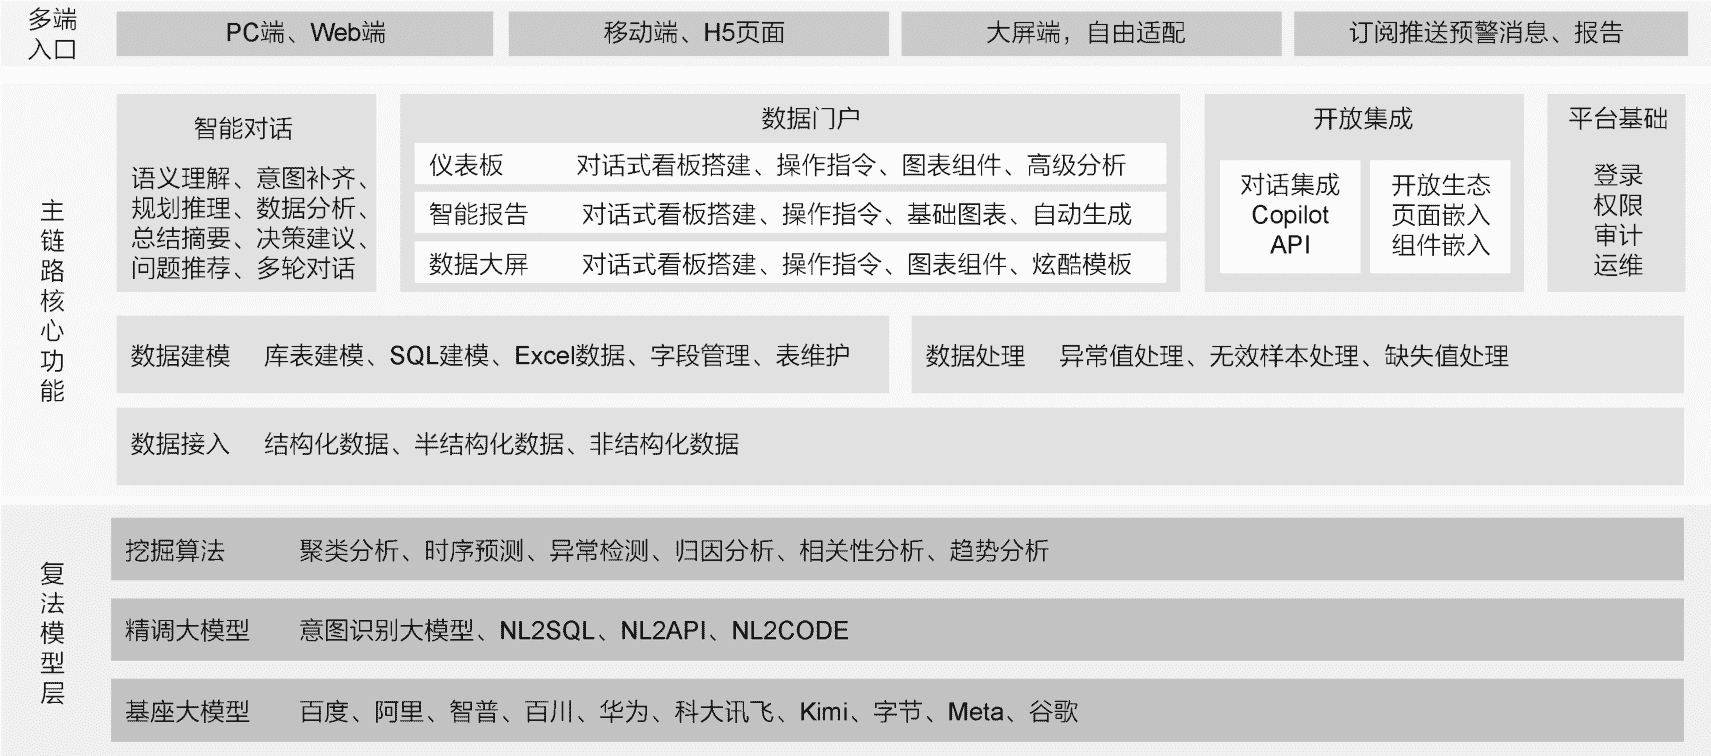 多端
入口
PC端、Web端
移动端、H5页面
大屏端，自由适配
订阅推送预警消息、报告
主链路核心功能
智能对话
语义理解、意图补齐、
规划推理、数据分析、
总结摘要、决策建议、
问题推荐、多轮对话
数据门户
仪表板 对话式看板搭建、操作指令、图表组件、高级分析
智能报告 对话式看板搭建、操作指令、基础图表、自动生成
数据大屏 对话式看板搭建、操作指令、图表组件、炫酷模板
开放集成
对话集成
Copilot
API
开放生态
页面嵌入
组件嵌入
平台基础
登录
权限
审计
运维
数据建模 库表建模、SQL建模、Excel数据、字段管理、表维护
数据处理 异常值处理、无效样本处理、缺失值处理
数据接入 结构化数据、半结构化数据、非结构化数据
复法模型层
挖掘算法 聚类分析、时序预测、异常检测、归因分析、相关性分析、趋势分析
精调大模型 意图识别大模型、NL2SQL、NL2API、NL2CODE
基座大模型 百度、阿里、智普、百川、华为、科大讯飞、Kimi、字节、Meta、谷歌